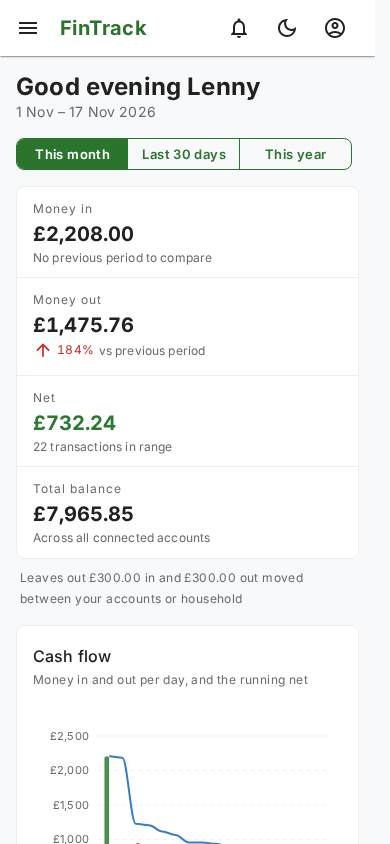 FinTrack
Good evening Lenny
1 Nov – 17 Nov 2026
This month
Last 30 days
This year
Money in
£2,208.00
No previous period to compare
Money out
£1,475.76
184% vs previous period
Net
£732.24
22 transactions in range
Total balance
£7,965.85
Across all connected accounts
Leaves out £300.00 in and £300.00 out moved
between your accounts or household
Cash flow
Money in and out per day, and the running net
£2,500
£2,000
£1,500
£1,000